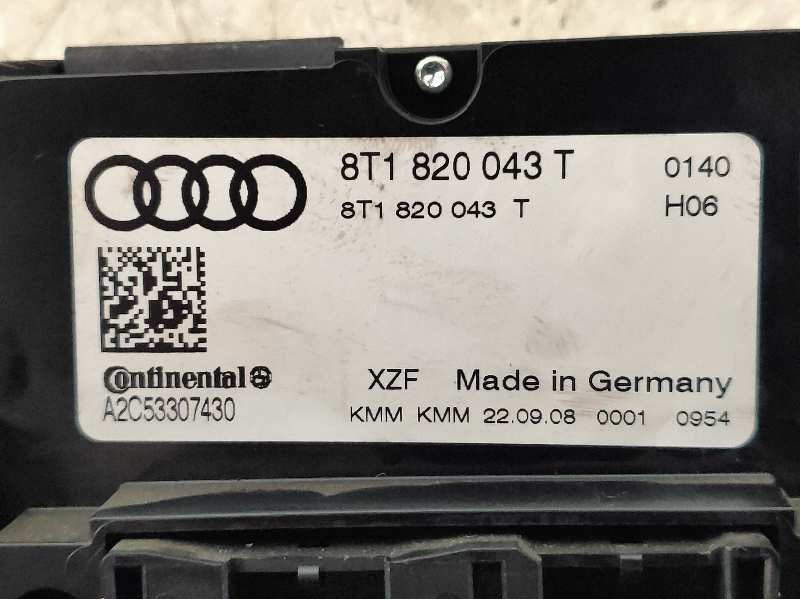 8T1 820 043 T 0140
8T1 820 043 T H06
Continental
A2C53307430
XZF Made in Germany
KMM KMM 22.09.08 0001 0954